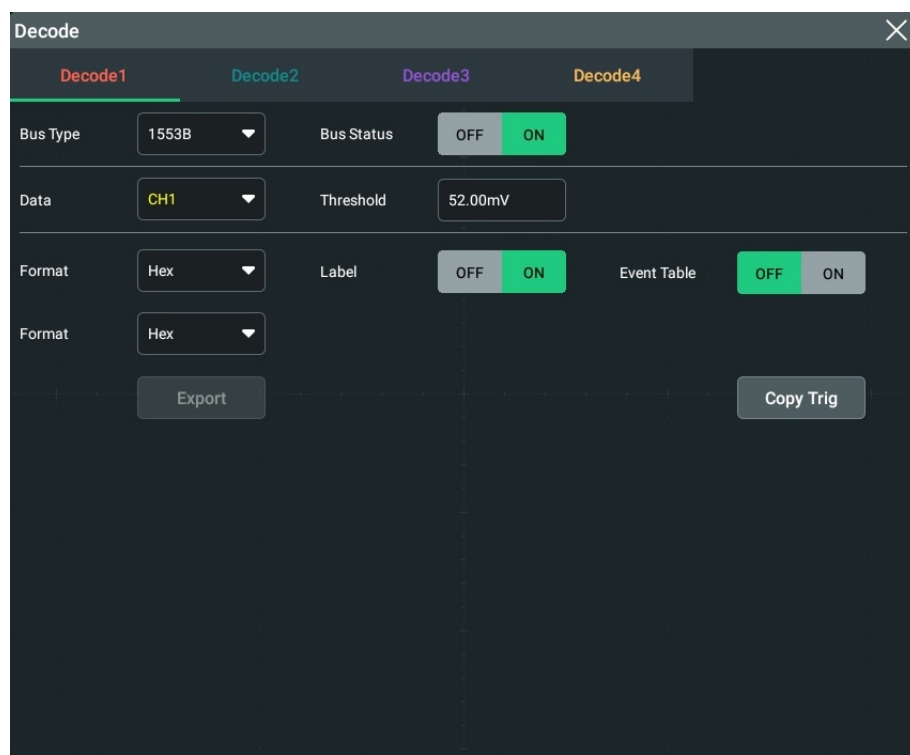 Decode
Decode1 Decode2 Decode3 Decode4
Bus Type 1553B Bus Status OFF ON
Data CH1 Threshold 52.00mV
Format Hex Label OFF ON Event Table OFF ON
Format Hex
Export Copy Trig